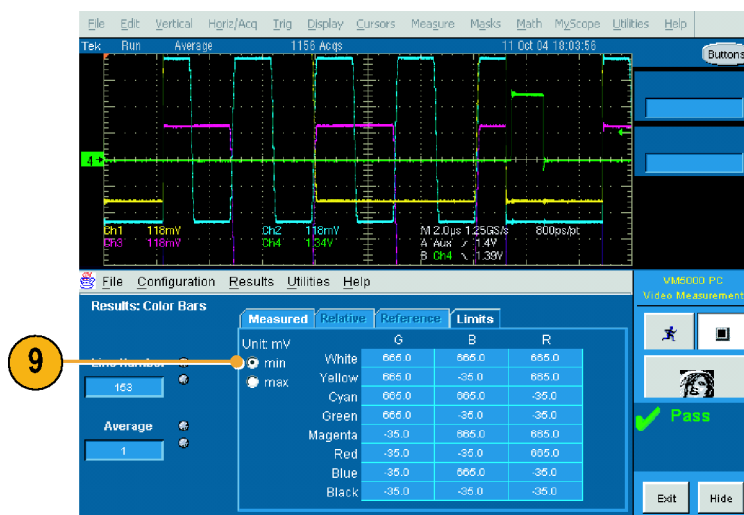 File Edit Vertical Horiz/Acq Trig Display Cursors Measure Masks Math MyScope Utilities Help
Tek Run Average 1156 Acqs 11 Oct 04 18:03:56
Buttons
4
Ch1 118mV Ch2 118mV M 2.0µs 1.25GS/s 800ps/pt
Ch3 118mV Ch4 1.34V A Aux 1.4V
B Ch4 1.39V
File Configuration Results Utilities Help
VM6000 PC
Video Measurement
Results: Color Bars
Measured Relative Reference Limits
Unit: mV G B R
9
Line Number
min
max
163
Average
1
White 665.0 665.0 665.0
Yellow 665.0 -35.0 665.0
Cyan 665.0 665.0 -35.0
Green 665.0 -35.0 -35.0
Magenta -35.0 665.0 665.0
Red -35.0 -35.0 665.0
Blue -35.0 665.0 -35.0
Black -35.0 -35.0 -35.0
Pass
Exit Hide